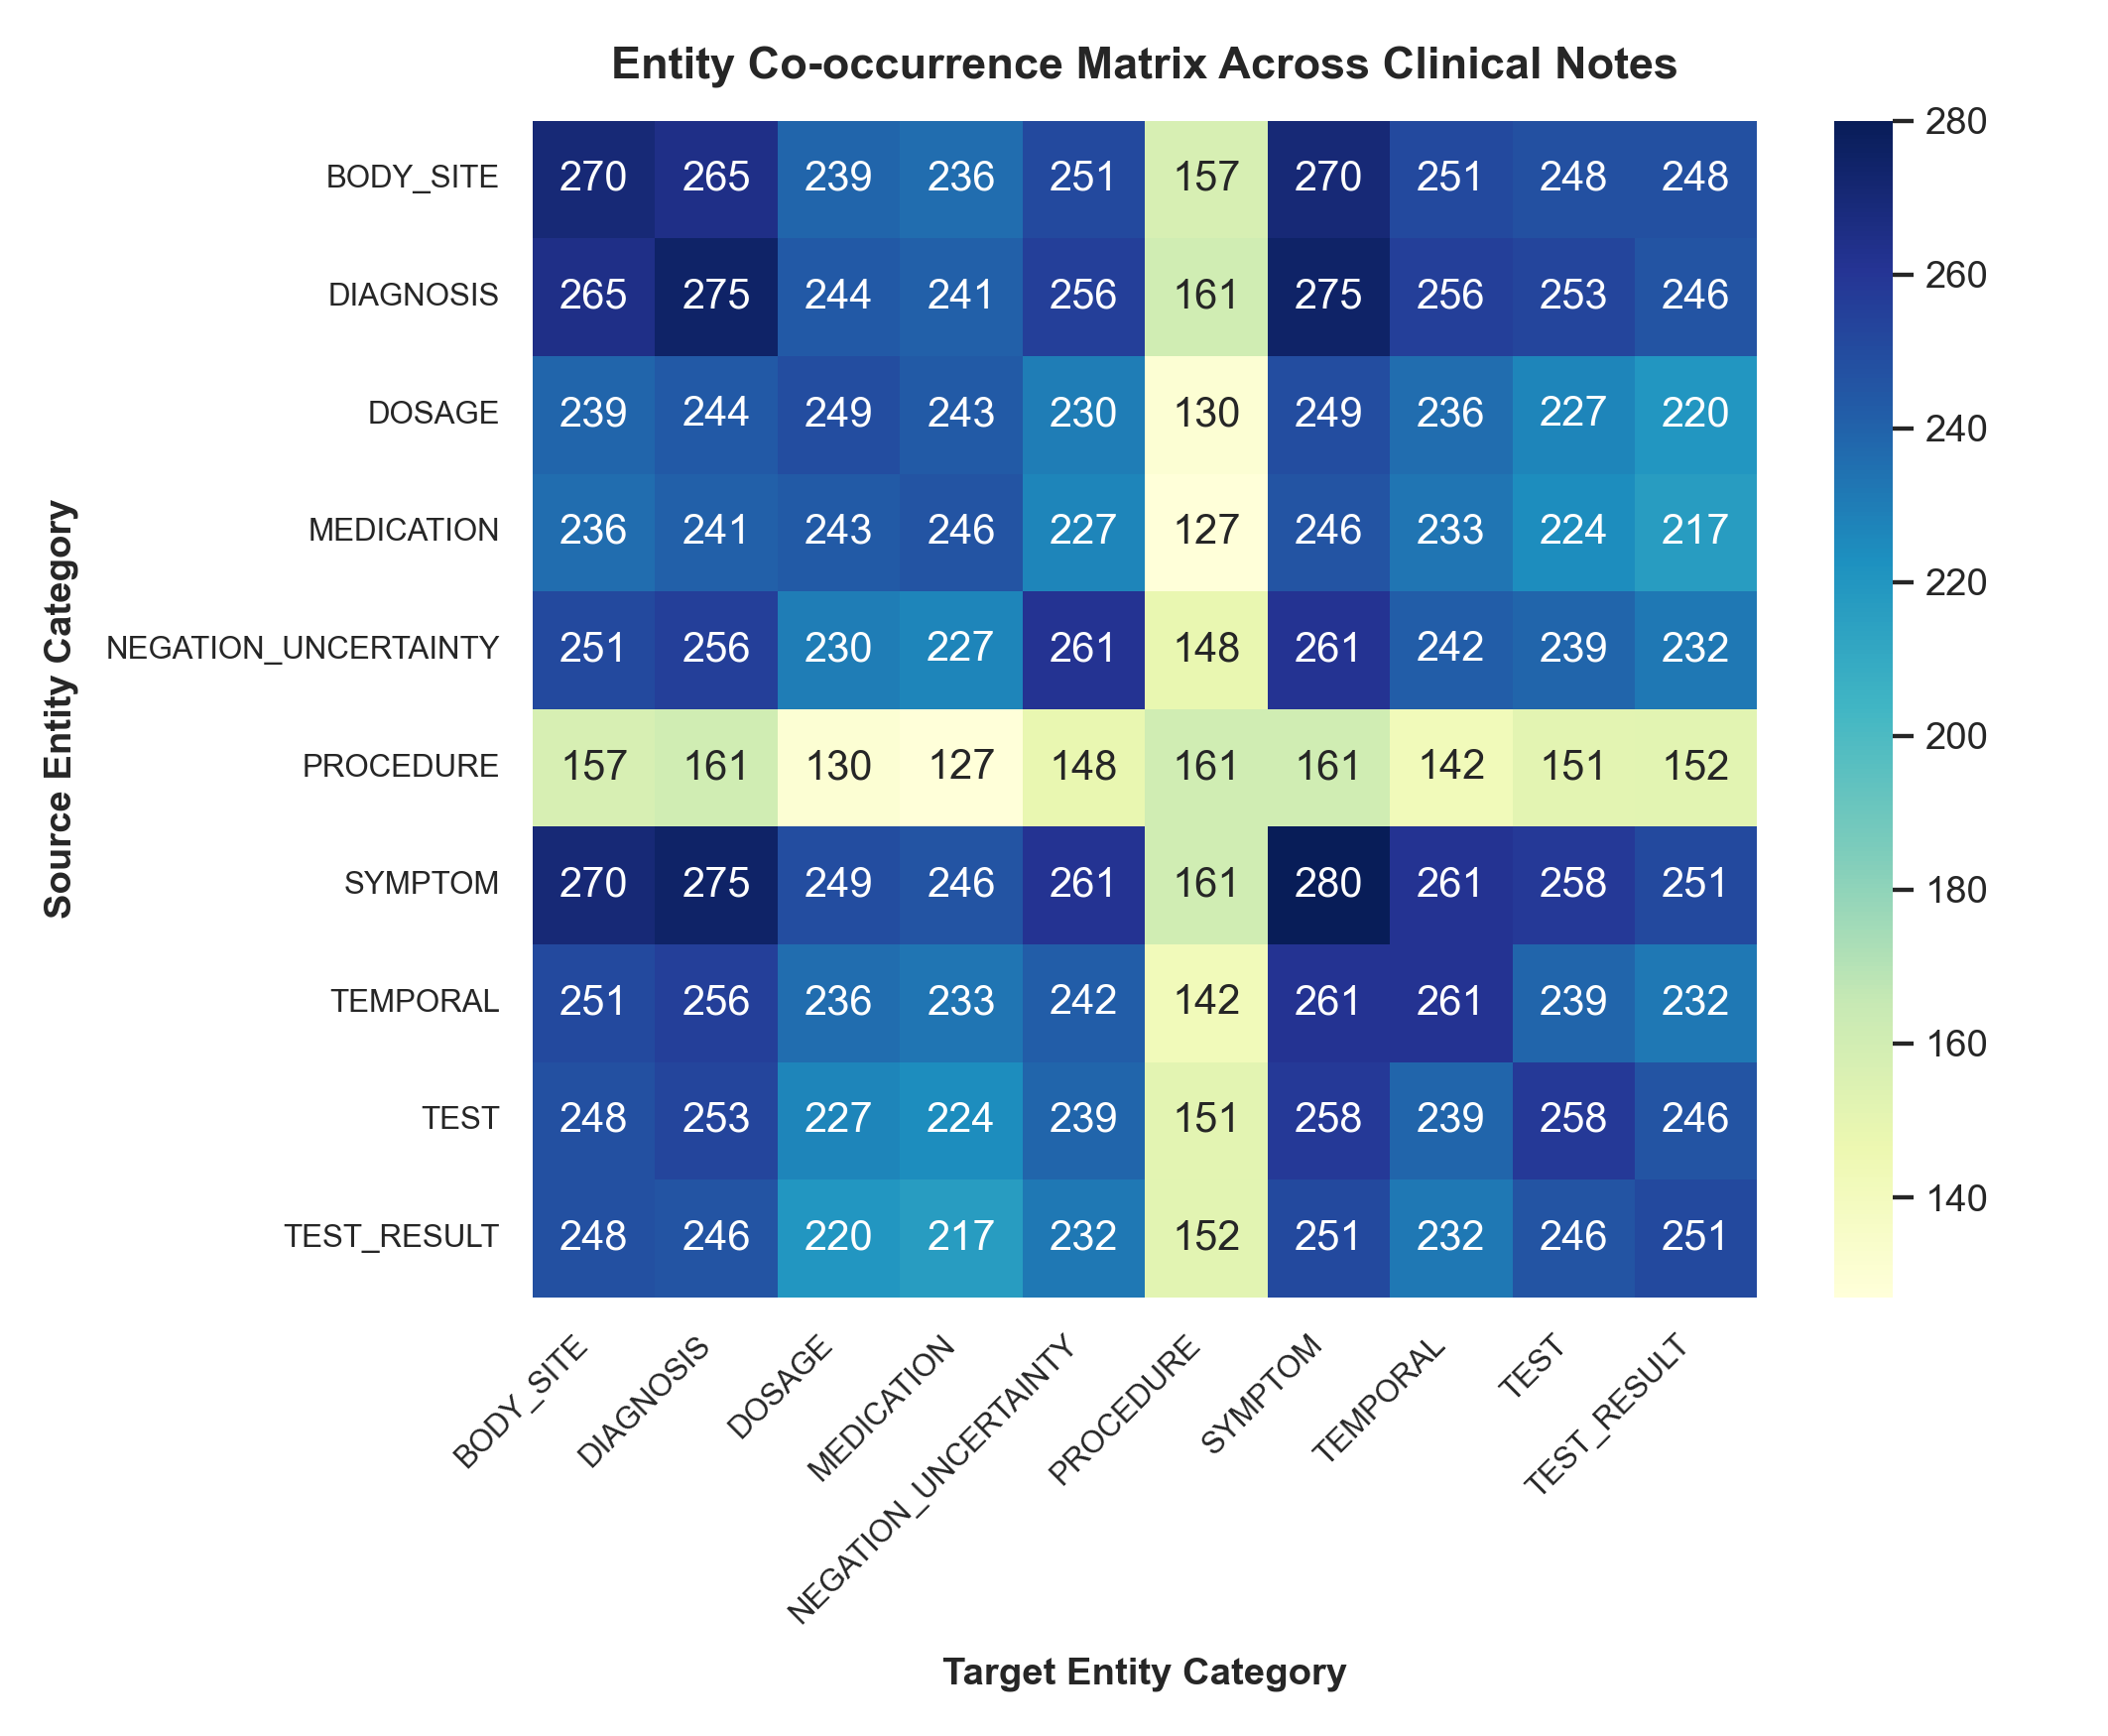 Entity Co-occurrence Matrix Across Clinical Notes
BODY_SITE 270 265 239 236 251 157 270 251 248 248
DIAGNOSIS 265 275 244 241 256 161 275 256 253 246
DOSAGE 239 244 249 243 230 130 249 236 227 220
MEDICATION 236 241 243 246 227 127 246 233 224 217
NEGATION_UNCERTAINTY 251 256 230 227 261 148 261 242 239 232
PROCEDURE 157 161 130 127 148 161 161 142 151 152
SYMPTOM 270 275 249 246 261 161 280 261 258 251
TEMPORAL 251 256 236 233 242 142 261 261 239 232
TEST 248 253 227 224 239 151 258 239 258 246
TEST_RESULT 248 246 220 217 232 152 251 232 246 251
Source Entity Category
BODY_SITE
DIAGNOSIS
DOSAGE
MEDICATION
NEGATION_UNCERTAINTY
PROCEDURE
SYMPTOM
TEMPORAL
TEST
TEST_RESULT
Target Entity Category
280
260
240
220
200
180
160
140